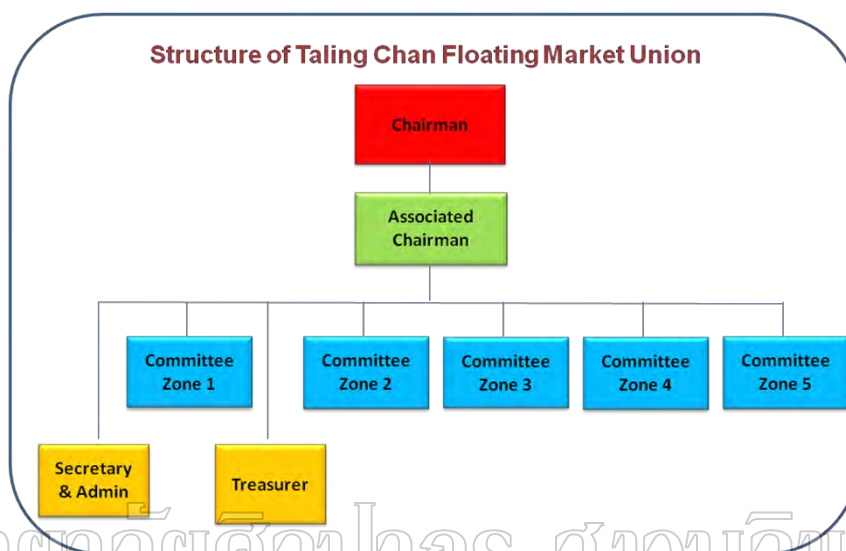 Structure of Taling Chan Floating Market Union
Chairman
Associated
Chairman
Committee
Zone 1
Committee
Zone 2
Committee
Zone 3
Committee
Zone 4
Committee
Zone 5
Secretary
& Admin
Treasurer